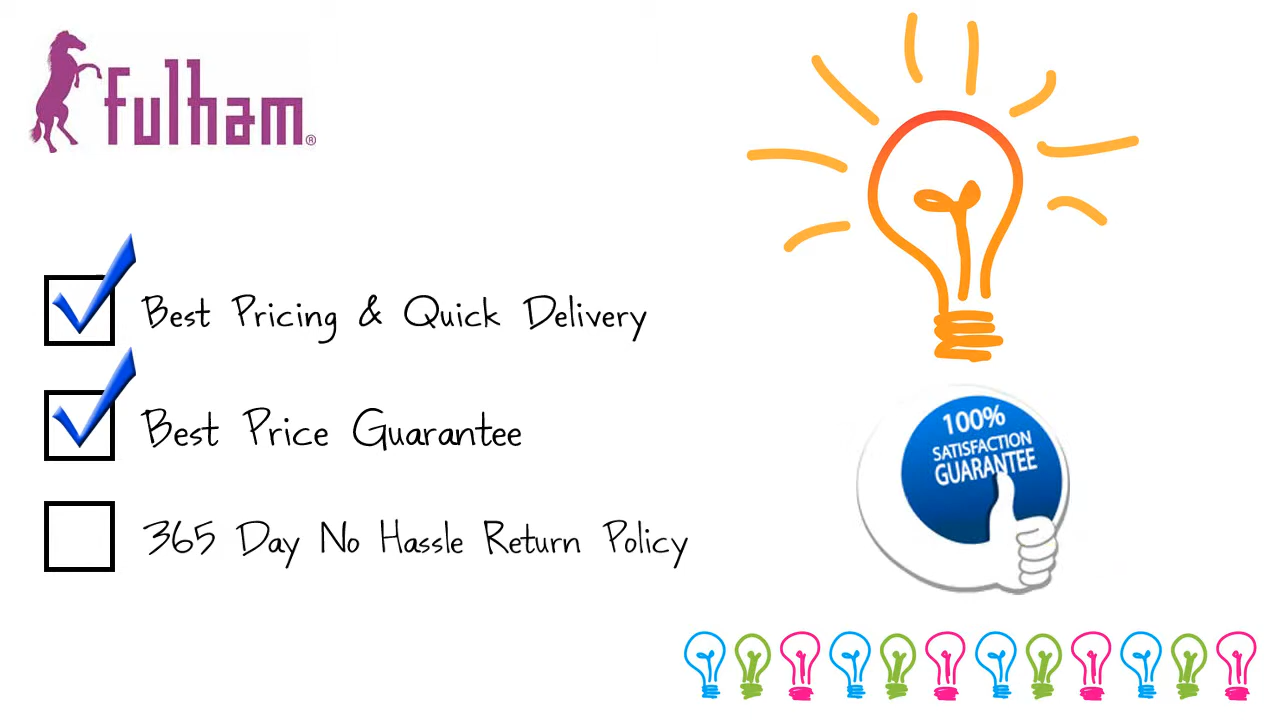 fulham®
Best Pricing & Quick Delivery
Best Price Guarantee
365 Day No Hassle Return Policy
100%
SATISFACTION
GUARANTEE